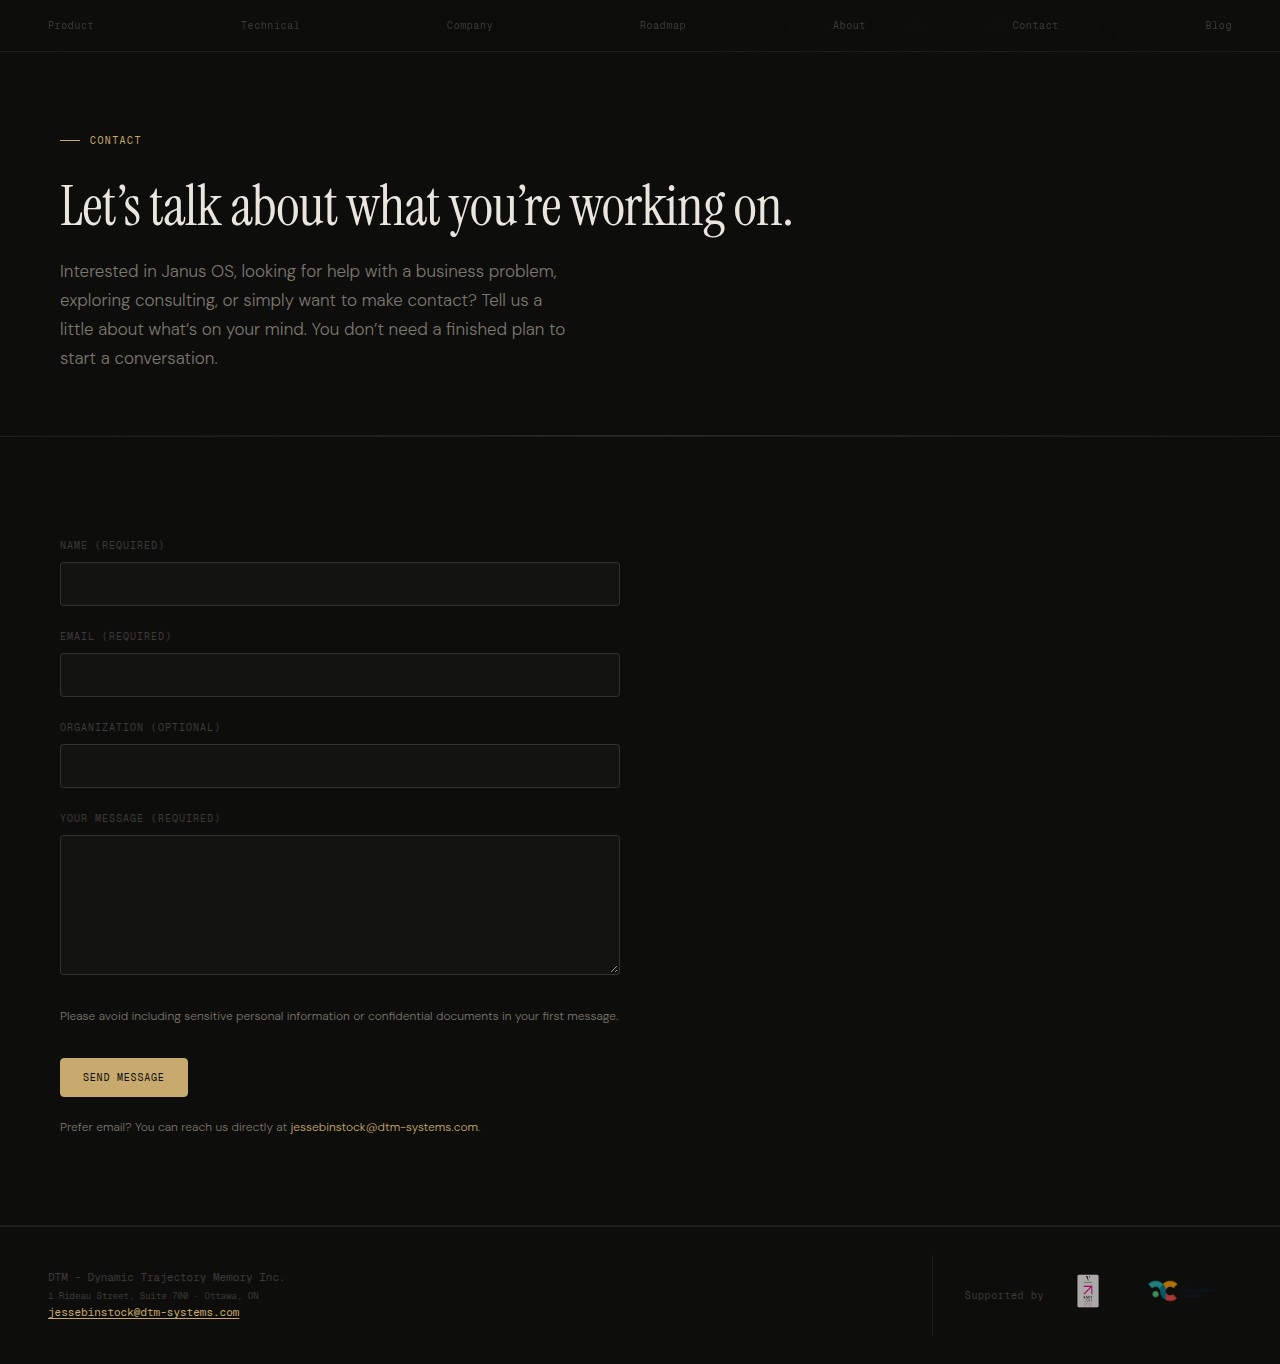 Product Technical Company Roadmap About Contact Blog
CONTACT
Let’s talk about what you’re working on.
Interested in Janus OS, looking for help with a business problem,
exploring consulting, or simply want to make contact? Tell us a
little about what’s on your mind. You don’t need a finished plan to
start a conversation.
NAME (REQUIRED)
EMAIL (REQUIRED)
ORGANIZATION (OPTIONAL)
YOUR MESSAGE (REQUIRED)
Please avoid including sensitive personal information or confidential documents in your first message.
SEND MESSAGE
Prefer email? You can reach us directly at jessebinstock@dtm-systems.com.
DTM - Dynamic Trajectory Memory Inc.
1 Rideau Street, Suite 700 · Ottawa, ON
jessebinstock@dtm-systems.com
Supported by